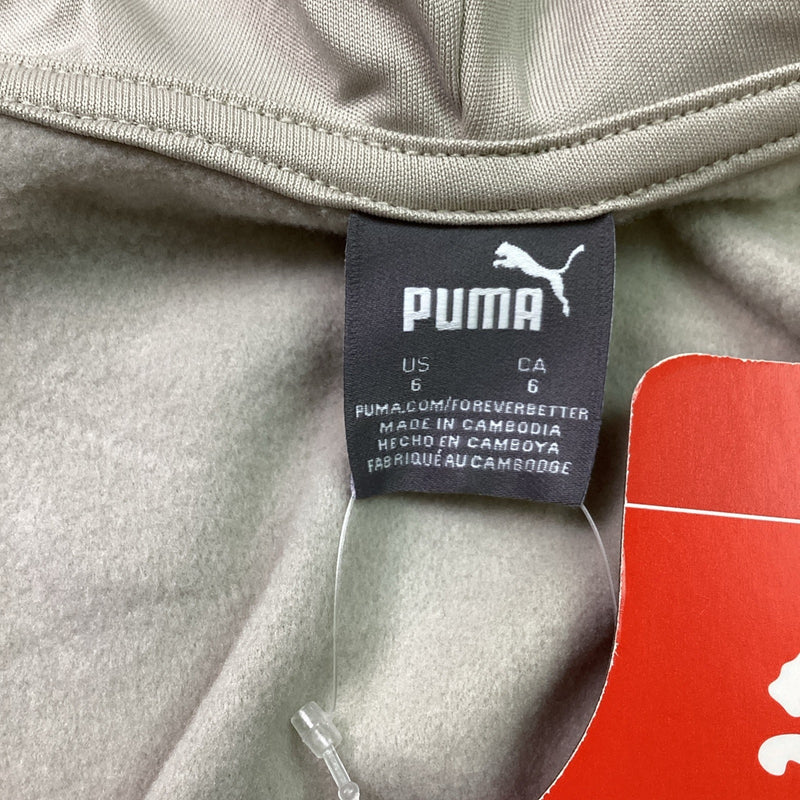 PUMA
US CA
6 6
PUMA.COM/FOREVERBETTER
MADE IN CAMBODIA
HECHO EN CAMBOYA
FABRIQUÉ AU CAMBODGE